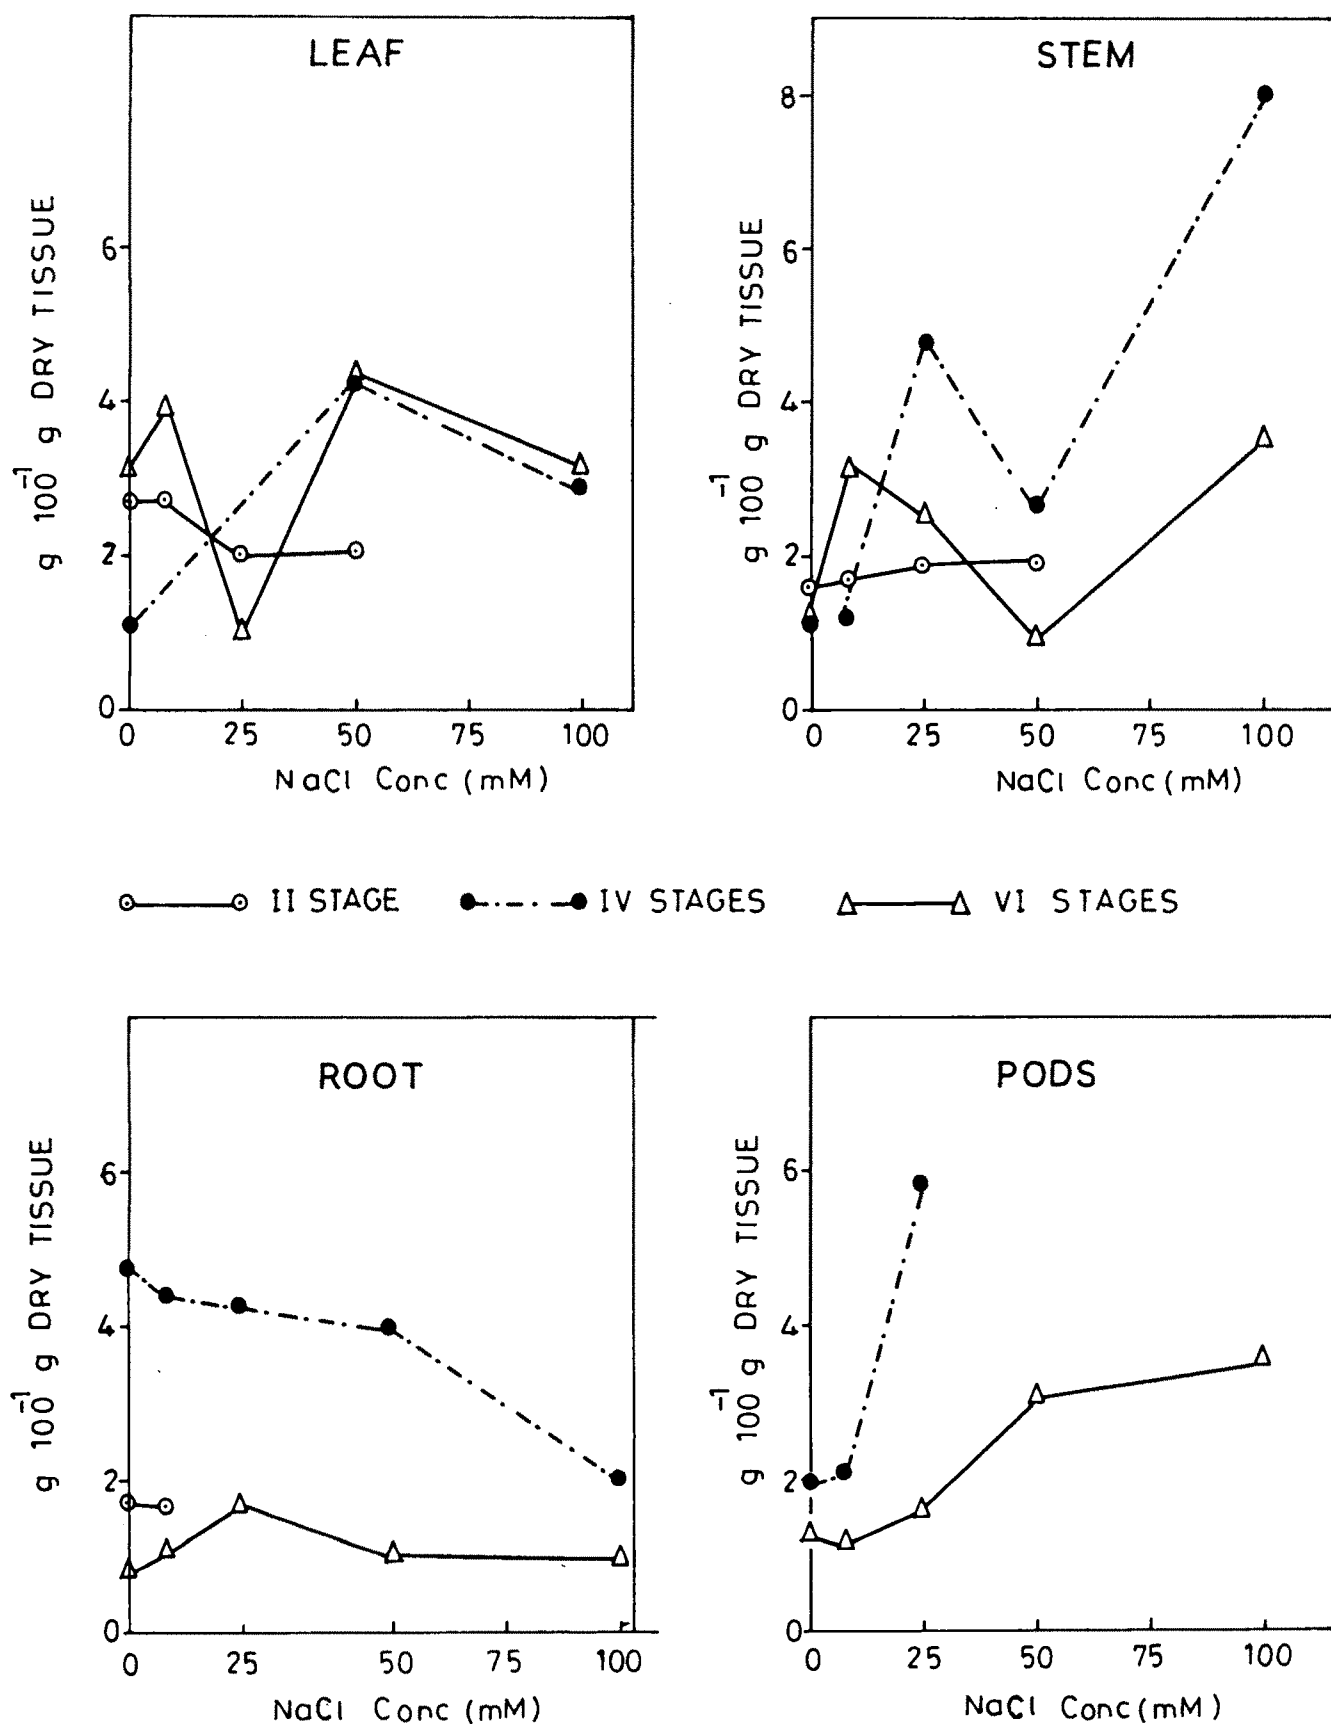 LEAF
g 100⁻¹ g DRY TISSUE
6
4
2
0
0 25 50 75 100
NaCl Conc (mM)
STEM
g 100⁻¹ g DRY TISSUE
8
6
4
2
0
0 25 50 75 100
NaCl Conc (mM)
II STAGE IV STAGES VI STAGES
ROOT
g 100⁻¹ g DRY TISSUE
6
4
2
0
0 25 50 75 100
NaCl Conc (mM)
PODS
g 100⁻¹ g DRY TISSUE
6
4
2
0
0 25 50 75 100
NaCl Conc (mM)